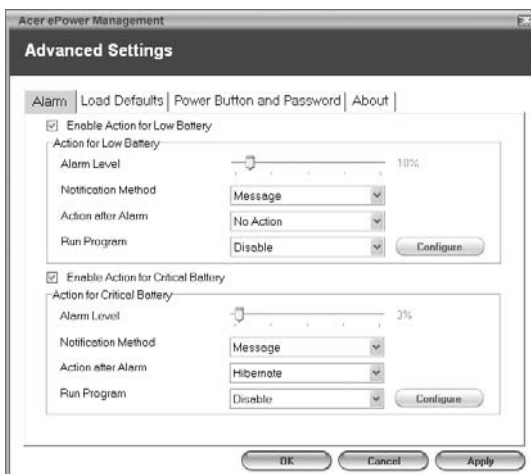 Acer ePower Management
Advanced Settings
Alarm Load Defaults Power Button and Password About
Enable Action for Low Battery
Action for Low Battery
Alarm Level 10%
Notification Method Message
Action after Alarm No Action
Run Program Disable Configure
Enable Action for Critical Battery
Action for Critical Battery
Alarm Level 3%
Notification Method Message
Action after Alarm Hibernate
Run Program Disable Configure
OK Cancel Apply